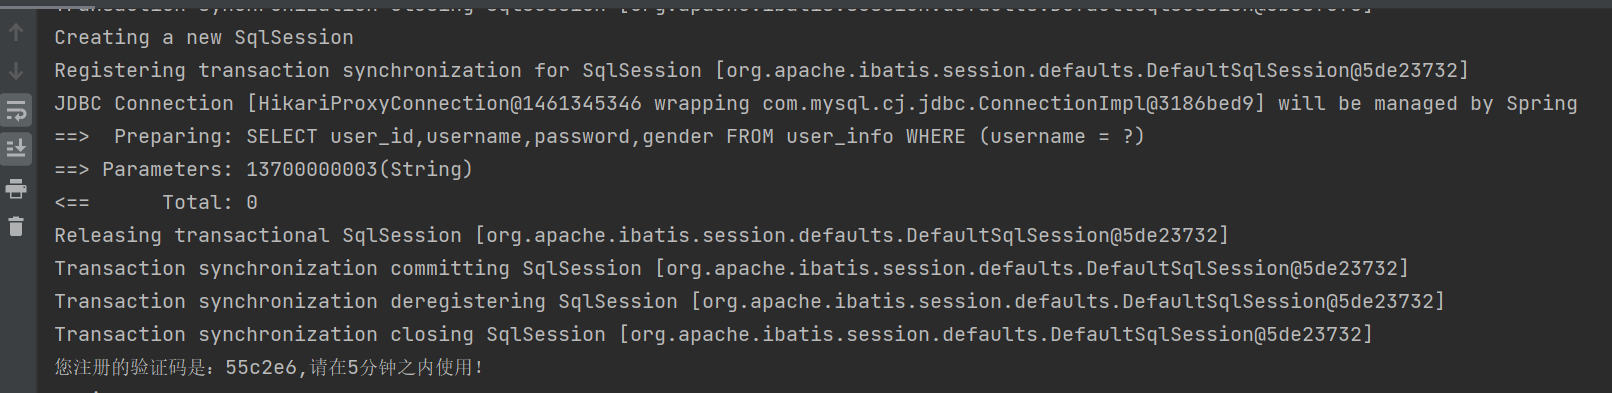 Creating a new SqlSession
Registering transaction synchronization for SqlSession [org.apache.ibatis.session.defaults.DefaultSqlSession@5de23732]
JDBC Connection [HikariProxyConnection@1461345346 wrapping com.mysql.cj.jdbc.ConnectionImpl@3186bed9] will be managed by Spring
==>  Preparing: SELECT user_id,username,password,gender FROM user_info WHERE (username = ?)
==> Parameters: 13700000003(String)
<==      Total: 0
Releasing transactional SqlSession [org.apache.ibatis.session.defaults.DefaultSqlSession@5de23732]
Transaction synchronization committing SqlSession [org.apache.ibatis.session.defaults.DefaultSqlSession@5de23732]
Transaction synchronization deregistering SqlSession [org.apache.ibatis.session.defaults.DefaultSqlSession@5de23732]
Transaction synchronization closing SqlSession [org.apache.ibatis.session.defaults.DefaultSqlSession@5de23732]
您注册的验证码是：55c2e6,请在5分钟之内使用！